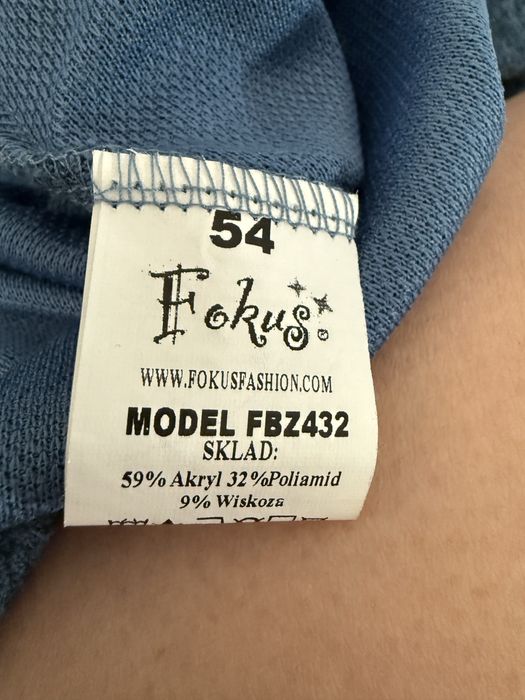 54
Fokus
WWW.FOKUSFASHION.COM
MODEL FBZ432
SKLAD:
59% Akryl 32%Poliamid
9% Wiskoza